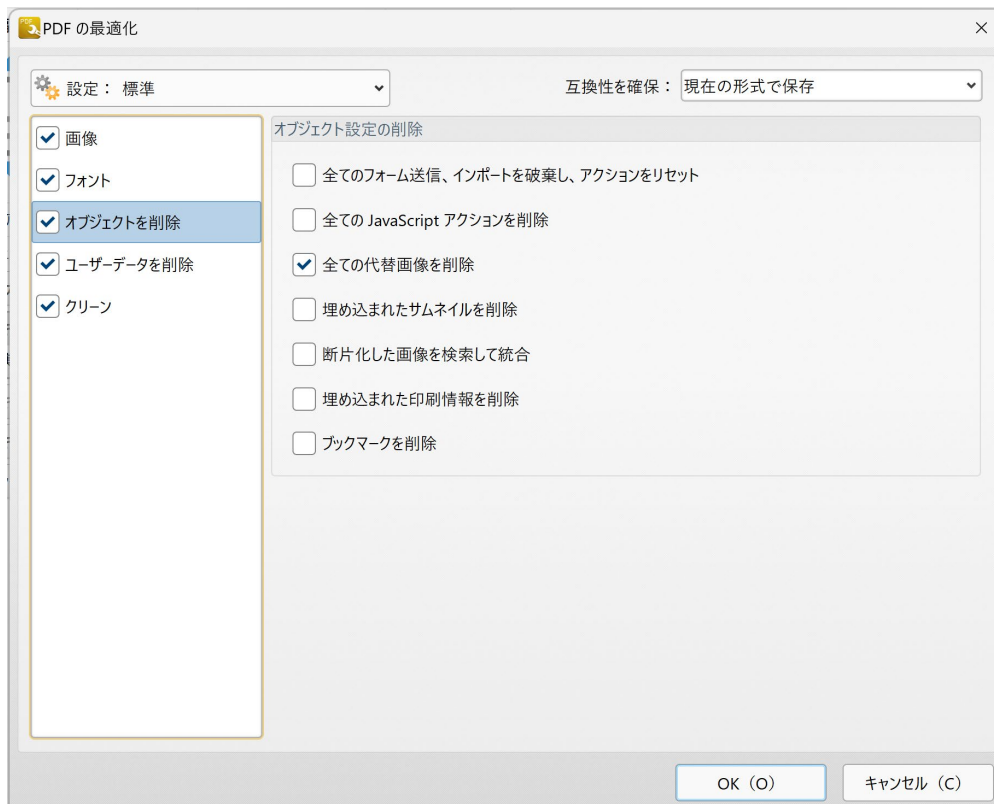 PDF の最適化
設定： 標準
互換性を確保： 現在の形式で保存
画像
フォント
オブジェクトを削除
ユーザーデータを削除
クリーン
オブジェクト設定の削除
全てのフォーム送信、インポートを破棄し、アクションをリセット
全ての JavaScript アクションを削除
全ての代替画像を削除
埋め込まれたサムネイルを削除
断片化した画像を検索して統合
埋め込まれた印刷情報を削除
ブックマークを削除
OK（O）
キャンセル（C）